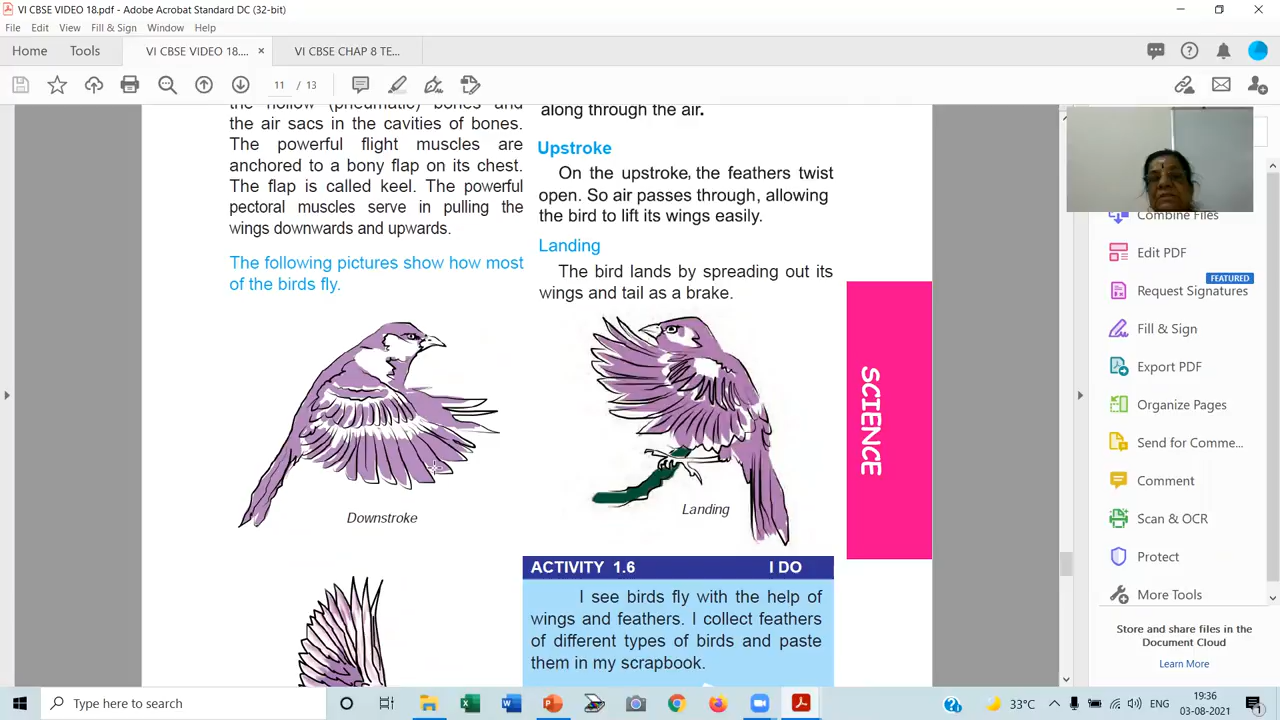 VI CBSE VIDEO 18.pdf - Adobe Acrobat Standard DC (32-bit)
File Edit View Fill & Sign Window Help
Home Tools VI CBSE VIDEO 18.... × VI CBSE CHAP 8 TE...
11 / 13
the hollow (pneumatic) bones and
the air sacs in the cavities of bones.
The powerful flight muscles are
anchored to a bony flap on its chest.
The flap is called keel. The powerful
pectoral muscles serve in pulling the
wings downwards and upwards.
The following pictures show how most
of the birds fly.
Downstroke
along through the air.
Upstroke
On the upstroke, the feathers twist
open. So air passes through, allowing
the bird to lift its wings easily.
Landing
The bird lands by spreading out its
wings and tail as a brake.
Landing
ACTIVITY 1.6 I DO
I see birds fly with the help of
wings and feathers. I collect feathers
of different types of birds and paste
them in my scrapbook.
SCIENCE
Combine Files
Edit PDF
FEATURED
Request Signatures
Fill & Sign
Export PDF
Organize Pages
Send for Comme...
Comment
Scan & OCR
Protect
More Tools
Store and share files in the
Document Cloud
Learn More
Type here to search
33°C ENG
19:36
03-08-2021
1